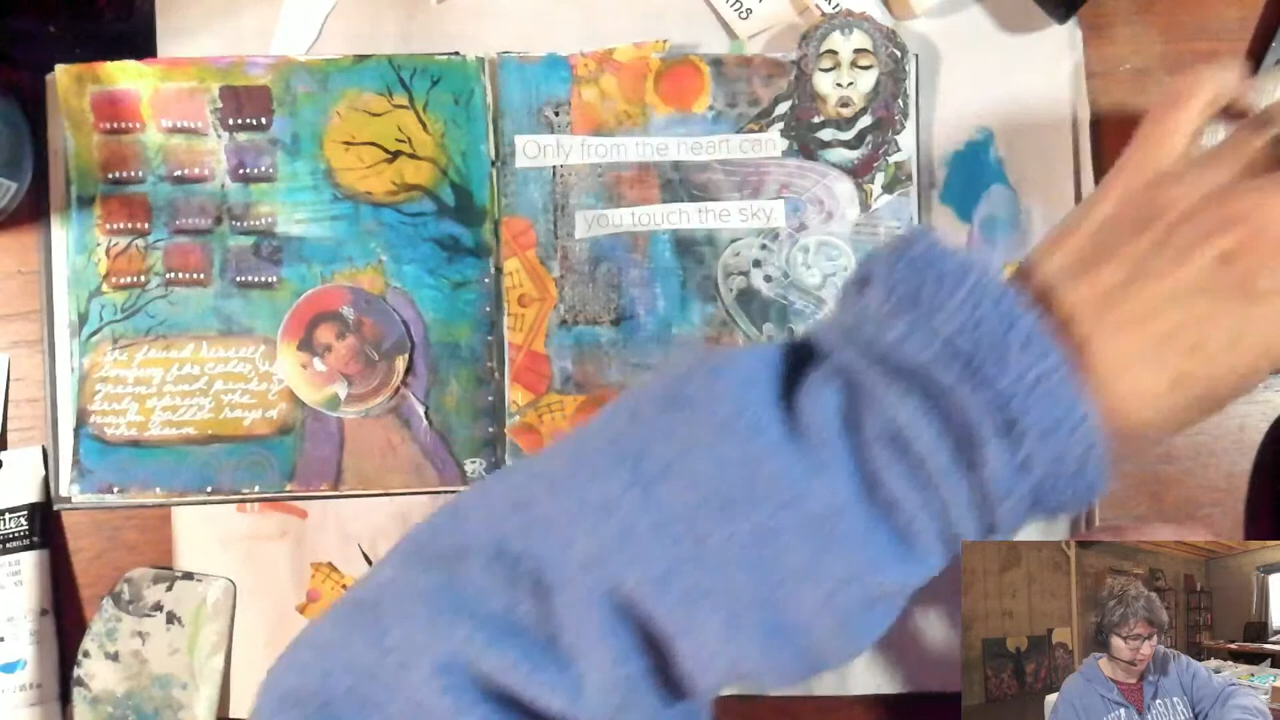 Only from the heart can
you touch the sky.
she found herself
longing for color, the
greens and pinks of
early spring, the
warm golden rays of
the sun.